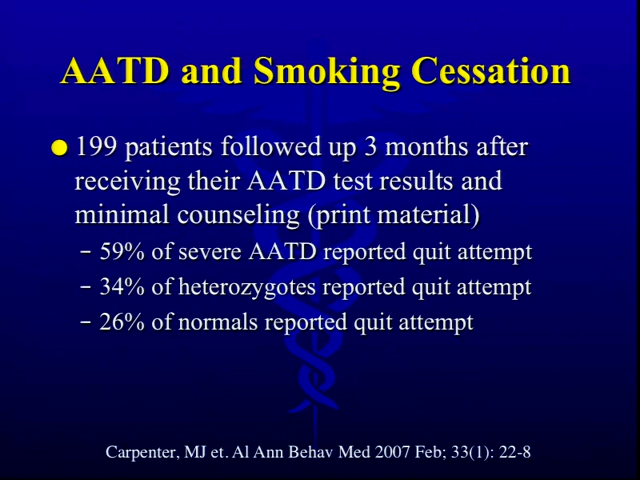 AATD and Smoking Cessation
199 patients followed up 3 months after
receiving their AATD test results and
minimal counseling (print material)
– 59% of severe AATD reported quit attempt
– 34% of heterozygotes reported quit attempt
– 26% of normals reported quit attempt
Carpenter, MJ et. Al Ann Behav Med 2007 Feb; 33(1): 22-8